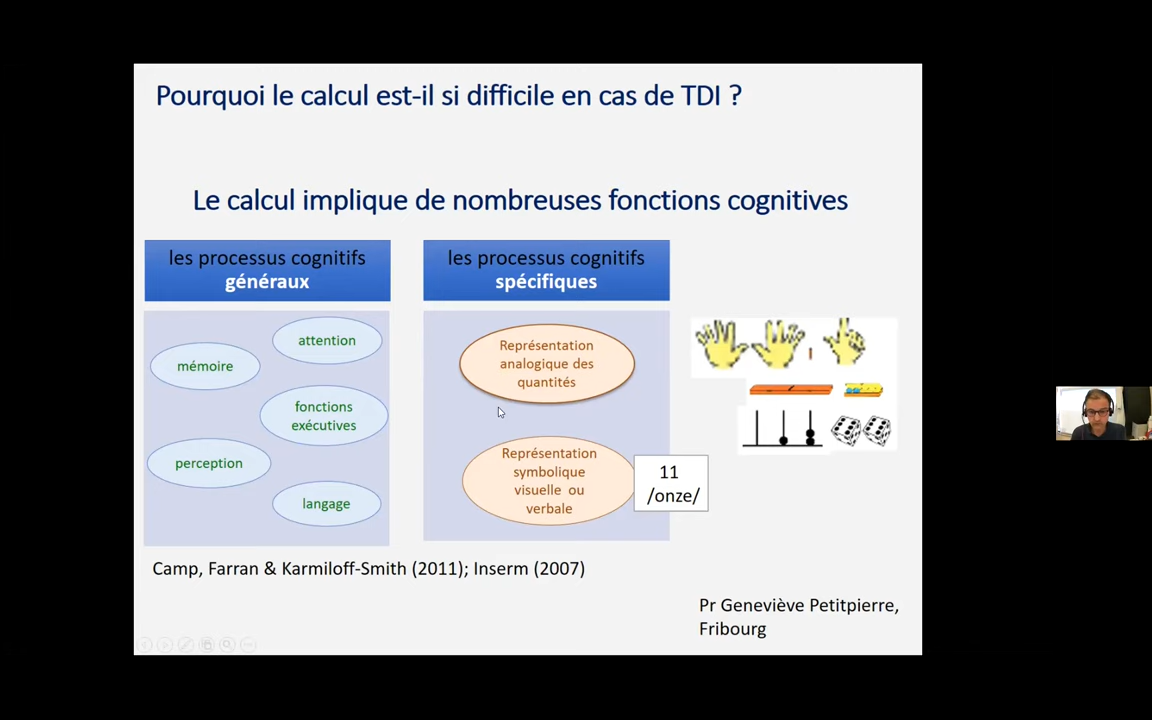 Pourquoi le calcul est-il si difficile en cas de TDI ?
Le calcul implique de nombreuses fonctions cognitives
les processus cognitifs
généraux
attention
mémoire
fonctions
exécutives
perception
langage
les processus cognitifs
spécifiques
Représentation
analogique des
quantités
Représentation
symbolique
visuelle ou
verbale
11
/onze/
Camp, Farran & Karmiloff-Smith (2011); Inserm (2007)
Pr Geneviève Petitpierre,
Fribourg